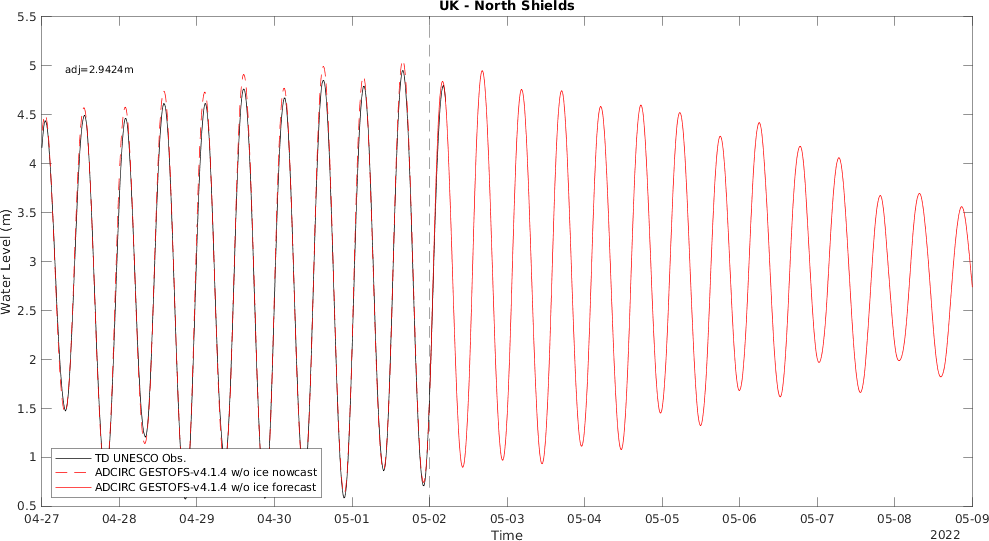 UK - North Shields
5.5
5
4.5
4
3.5
3
2.5
2
1.5
1
0.5
Water Level (m)
adj=2.9424m
TD UNESCO Obs.
ADCIRC GESTOFS-v4.1.4 w/o ice nowcast
ADCIRC GESTOFS-v4.1.4 w/o ice forecast
04-27 04-28 04-29 04-30 05-01 05-02 05-03 05-04 05-05 05-06 05-07 05-08 05-09
Time
2022